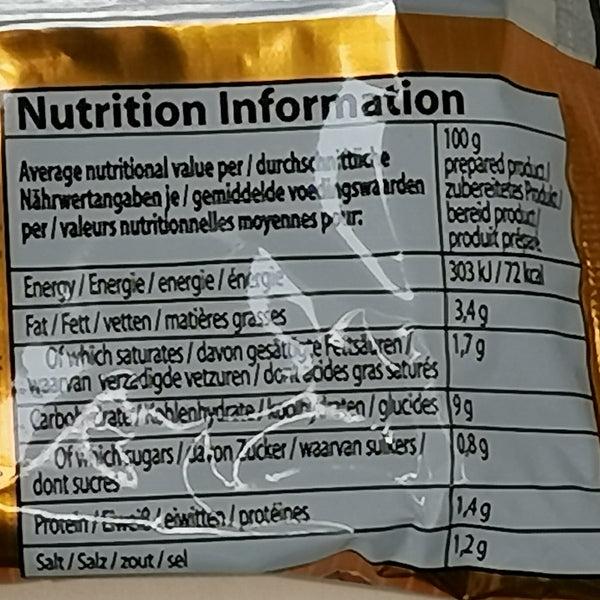 Nutrition Information
Average nutritional value per / durchschnittliche
Nährwertangaben je / gemiddelde voedingswaarden
per / valeurs nutritionnelles moyennes pour:
100 g
prepared product/
zubereitetes Produkt/
bereid product/
produit préparé
Energy / Energie / energie / énergie
303 kJ / 72 kcal
Fat / Fett / vetten / matières grasses
3,4 g
Of which saturates / davon gesättigte Fettsäuren /
waarvan verzadigde vetzuren / dont acides gras saturés
1,7 g
Carbohydrate / Kohlenhydrate / koolhydraten / glucides
9 g
Of which sugars / davon Zucker / waarvan suikers /
dont sucres
0,8 g
Protein / Eiweiß / eiwitten / protéines
1,4 g
Salt / Salz / zout / sel
1,2 g